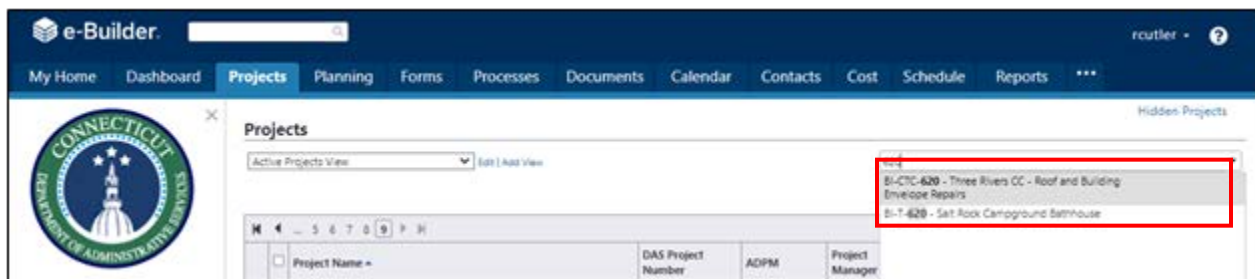 e-Builder.
rcutler
?
My Home Dashboard Projects Planning Forms Processes Documents Calendar Contacts Cost Schedule Reports •••
Hidden Projects
CONNECTICUT
DEPARTMENT OF ADMINISTRATIVE SERVICES
Projects
Active Projects View Edit | Add View
620
BI-CTC-620 - Three Rivers CC - Roof and Building
Envelope Repairs
BI-T-620 - Salt Rock Campground Bathhouse
... 5 6 7 8 9
Project Name
DAS Project
Number
ADPM
Project
Manager